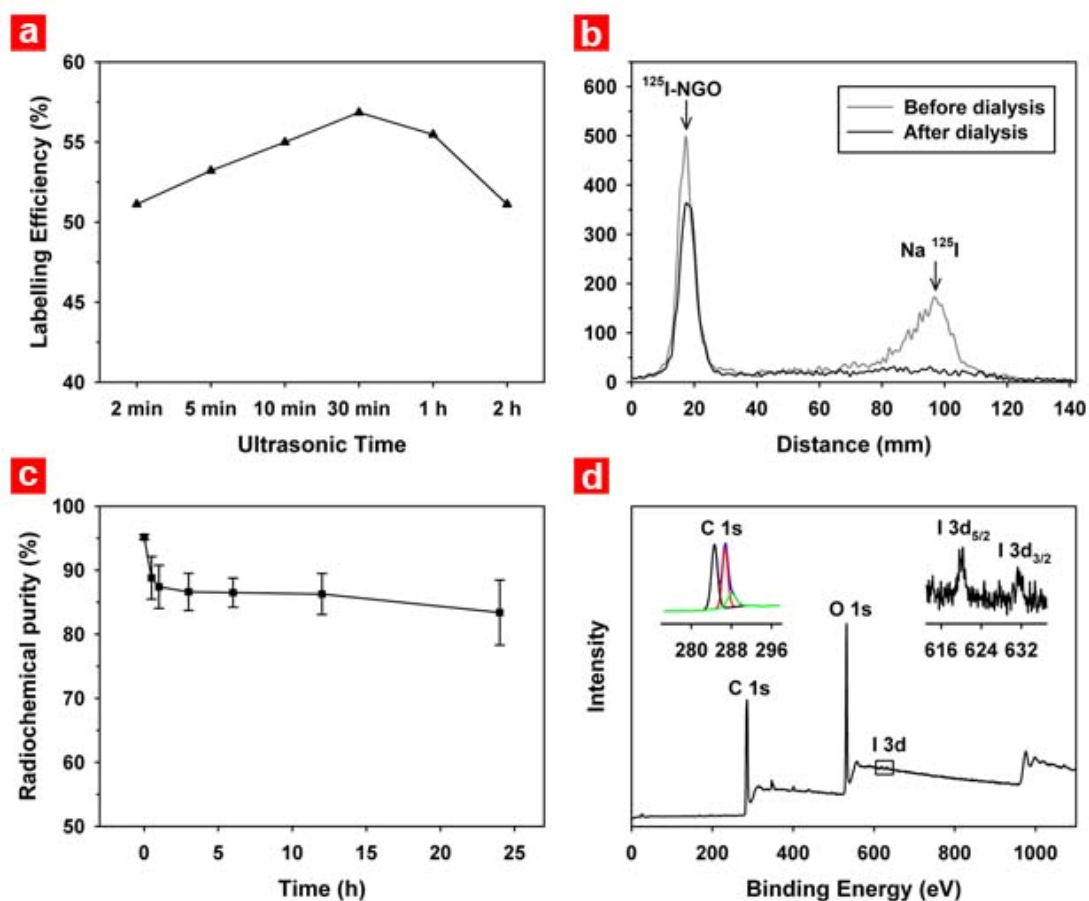 a
60
55
50
45
40
Labelling Efficiency (%)
2 min 5 min 10 min 30 min 1 h 2 h
Ultrasonic Time
b
600
500
400
300
200
100
0
¹²⁵I-NGO
Before dialysis
After dialysis
Na ¹²⁵I
0 20 40 60 80 100 120 140
Distance (mm)
c
100
90
80
70
60
50
Radiochemical purity (%)
0 5 10 15 20 25
Time (h)
d
Intensity
C 1s
280 288 296
I 3d₅/₂
I 3d₃/₂
616 624 632
O 1s
C 1s
I 3d
0 200 400 600 800 1000
Binding Energy (eV)